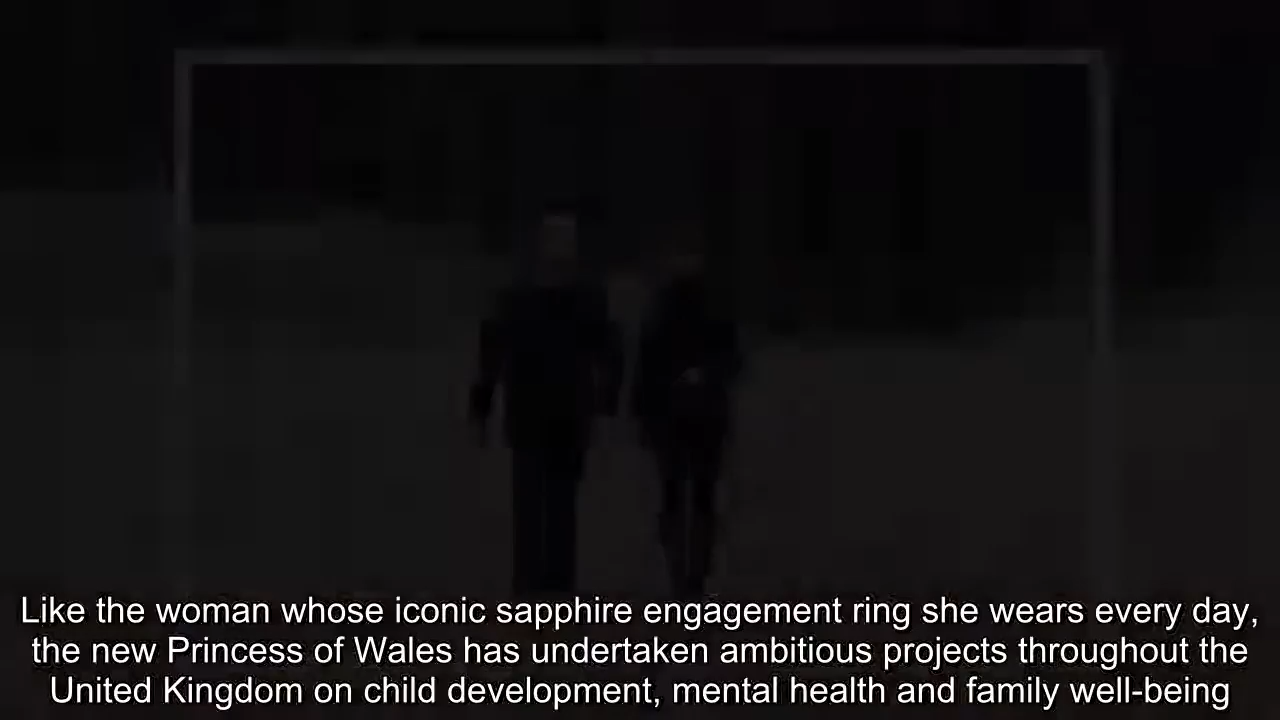 Like the woman whose iconic sapphire engagement ring she wears every day,
the new Princess of Wales has undertaken ambitious projects throughout the
United Kingdom on child development, mental health and family well-being